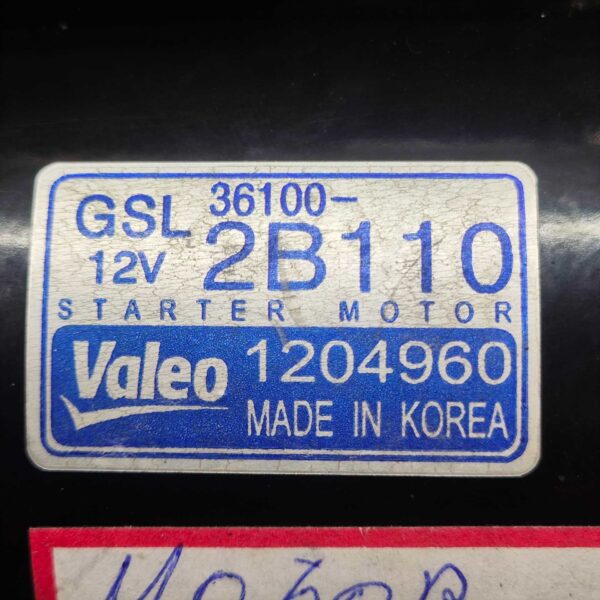 GSL 36100-
12V 2B110
STARTER MOTOR
Valeo 1204960
MADE IN KOREA